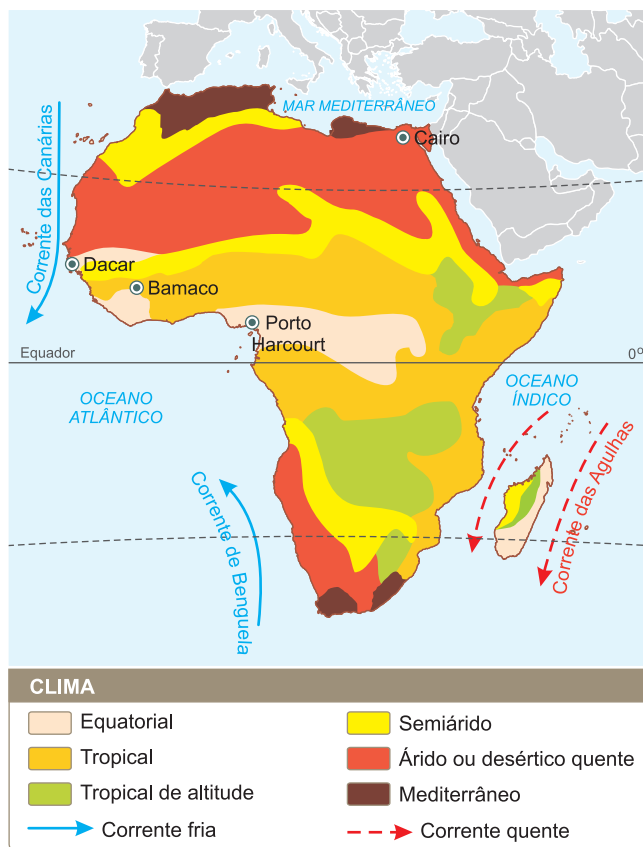 MAR MEDITERRÂNEO
Cairo
Corrente das Canárias
Dacar
Bamaco
Porto
Harcourt
Equador
0º
OCEANO
ATLÂNTICO
OCEANO
ÍNDICO
Corrente das Agulhas
Corrente de Benguela
CLIMA
Equatorial
Tropical
Tropical de altitude
Corrente fria
Semiárido
Árido ou desértico quente
Mediterrâneo
Corrente quente